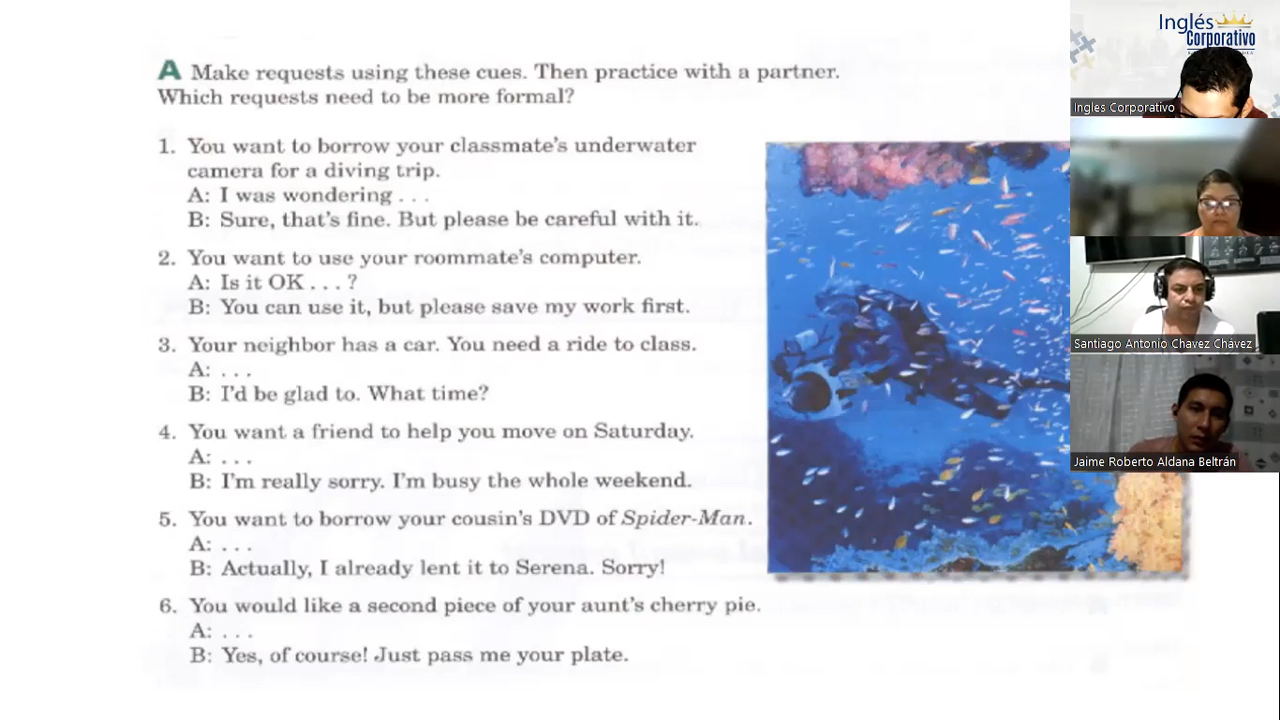 A Make requests using these cues. Then practice with a partner.
Which requests need to be more formal?
1. You want to borrow your classmate's underwater
camera for a diving trip.
A: I was wondering . . .
B: Sure, that's fine. But please be careful with it.
2. You want to use your roommate's computer.
A: Is it OK . . . ?
B: You can use it, but please save my work first.
3. Your neighbor has a car. You need a ride to class.
A: . . .
B: I'd be glad to. What time?
4. You want a friend to help you move on Saturday.
A: . . .
B: I'm really sorry. I'm busy the whole weekend.
5. You want to borrow your cousin's DVD of Spider-Man.
A: . . .
B: Actually, I already lent it to Serena. Sorry!
6. You would like a second piece of your aunt's cherry pie.
A: . . .
B: Yes, of course! Just pass me your plate.
Inglés
Corporativo
Ingles Corporativo
Santiago Antonio Chavez Chávez
Jaime Roberto Aldana Beltrán